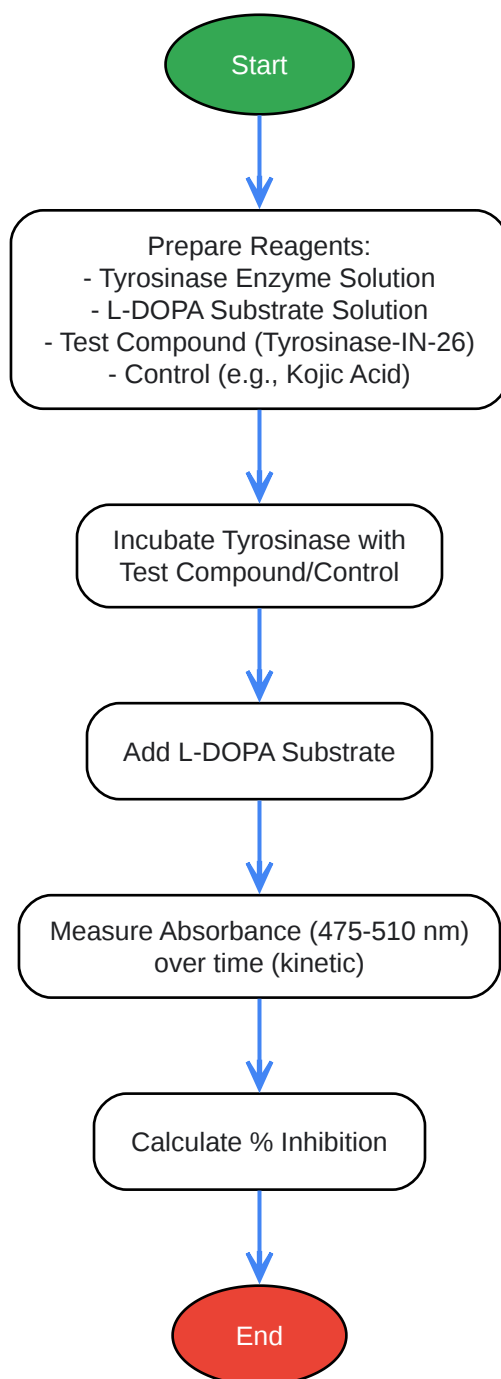 Start
Prepare Reagents:
- Tyrosinase Enzyme Solution
- L-DOPA Substrate Solution
- Test Compound (Tyrosinase-IN-26)
- Control (e.g., Kojic Acid)
Incubate Tyrosinase with
Test Compound/Control
Add L-DOPA Substrate
Measure Absorbance (475-510 nm)
over time (kinetic)
Calculate % Inhibition
End